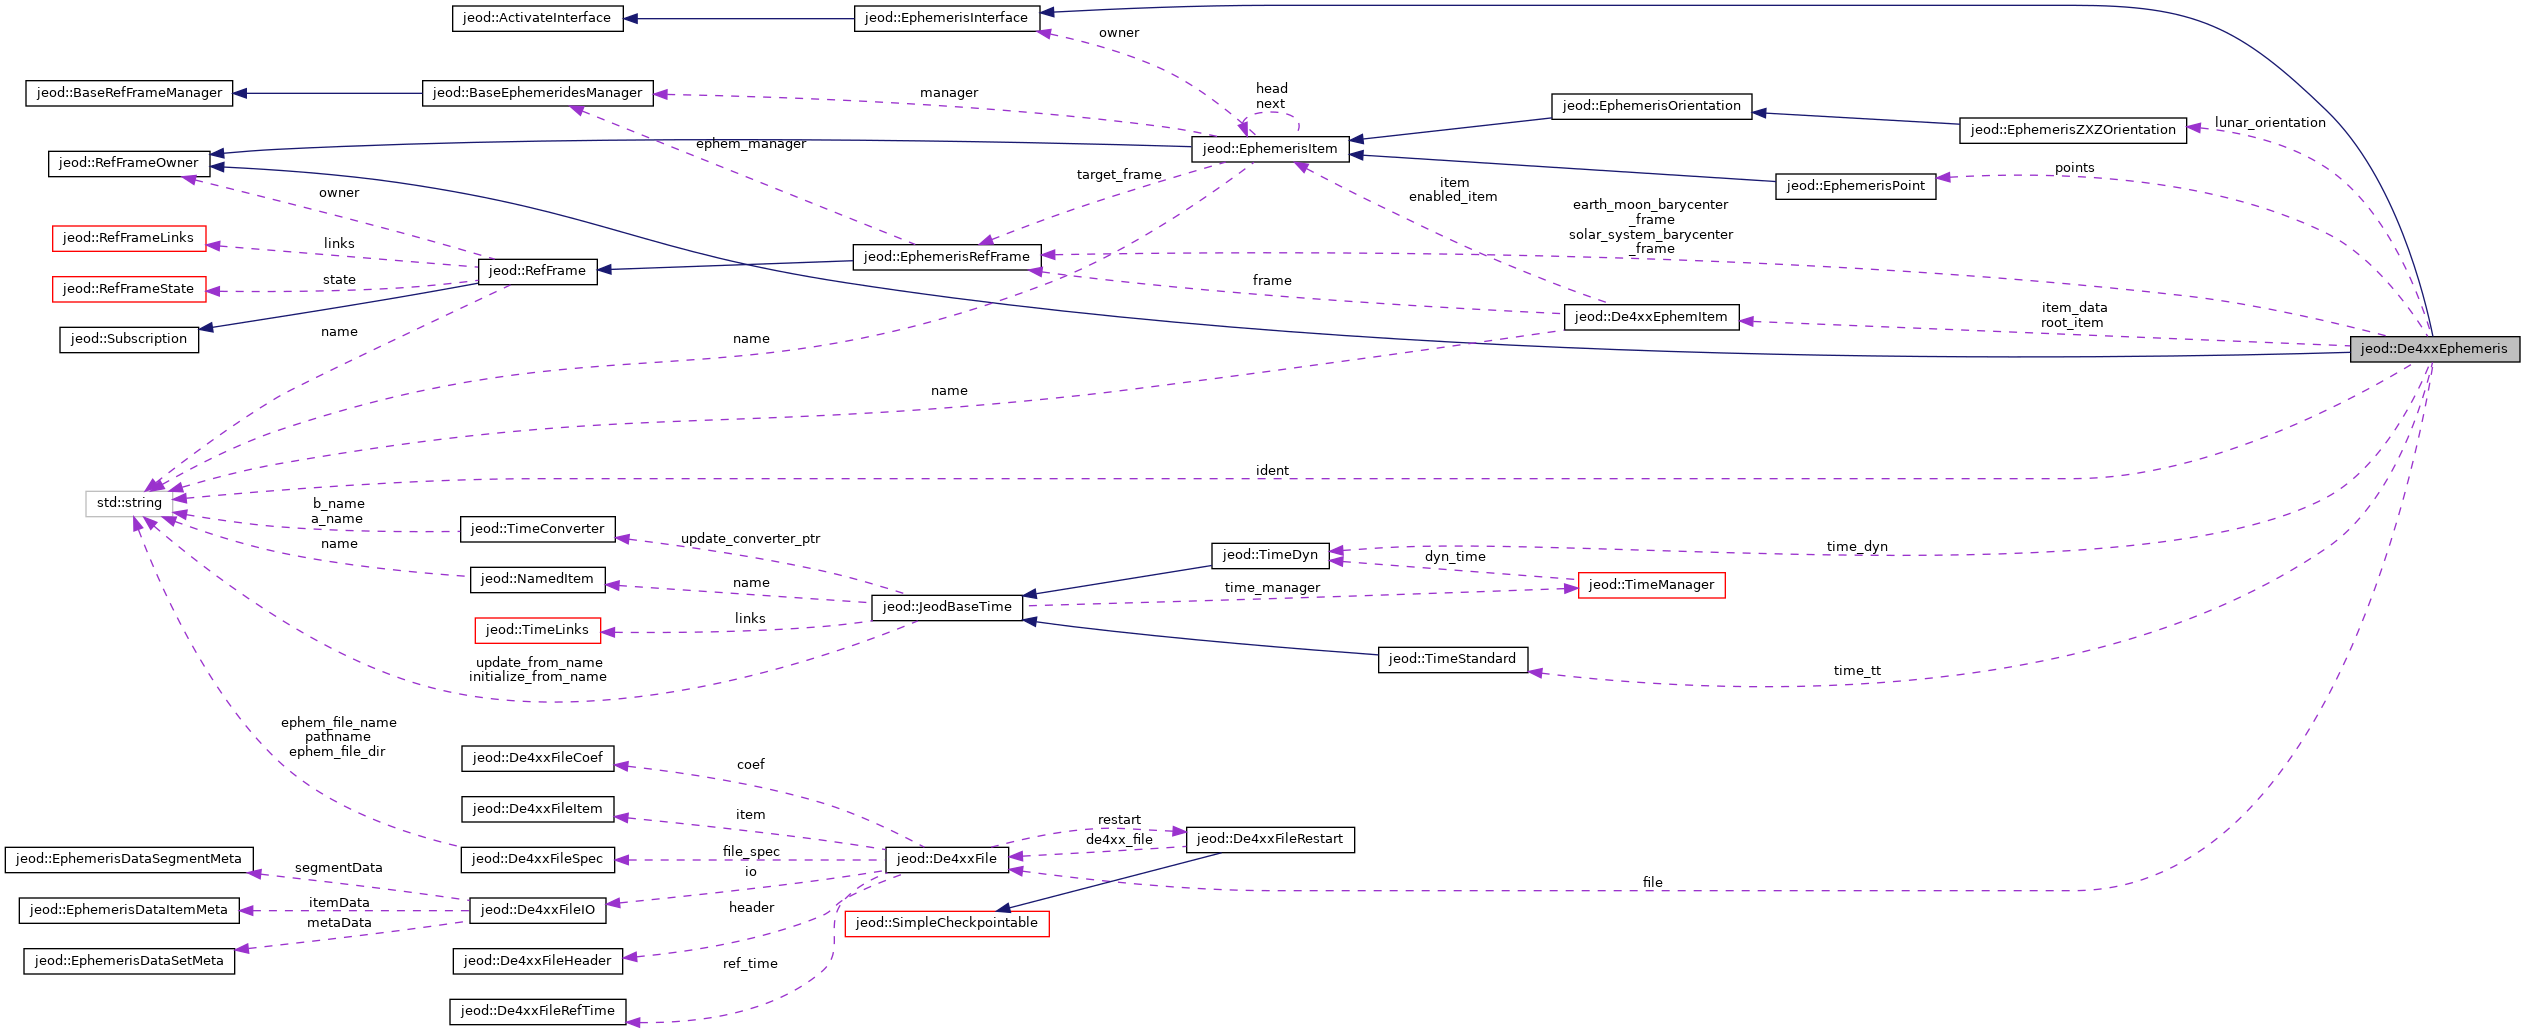 jeod::ActivateInterface
jeod::EphemerisInterface
owner
jeod::BaseRefFrameManager
jeod::BaseEphemeridesManager
manager
head
next
jeod::EphemerisOrientation
jeod::EphemerisZXZOrientation
lunar_orientation
ephem_manager
jeod::EphemerisItem
jeod::RefFrameOwner
target_frame
points
owner
item
enabled_item
jeod::EphemerisPoint
earth_moon_barycenter
_frame
solar_system_barycenter
_frame
jeod::RefFrameLinks
links
jeod::RefFrame
jeod::EphemerisRefFrame
jeod::RefFrameState
state
frame
item_data
root_item
jeod::De4xxEphemItem
jeod::Subscription
name
name
jeod::De4xxEphemeris
name
ident
std::string
b_name
a_name
jeod::TimeConverter
update_converter_ptr
name
jeod::TimeDyn
dyn_time
time_dyn
jeod::NamedItem
name
time_manager
jeod::TimeManager
jeod::JeodBaseTime
jeod::TimeLinks
links
update_from_name
initialize_from_name
jeod::TimeStandard
time_tt
ephem_file_name
pathname
ephem_file_dir
jeod::De4xxFileCoef
coef
jeod::De4xxFileItem
item
restart
de4xx_file
jeod::De4xxFileRestart
jeod::EphemerisDataSegmentMeta
segmentData
jeod::De4xxFileSpec
file_spec
io
jeod::De4xxFile
file
jeod::EphemerisDataItemMeta
itemData
metaData
jeod::De4xxFileIO
header
jeod::SimpleCheckpointable
jeod::EphemerisDataSetMeta
jeod::De4xxFileHeader
ref_time
jeod::De4xxFileRefTime